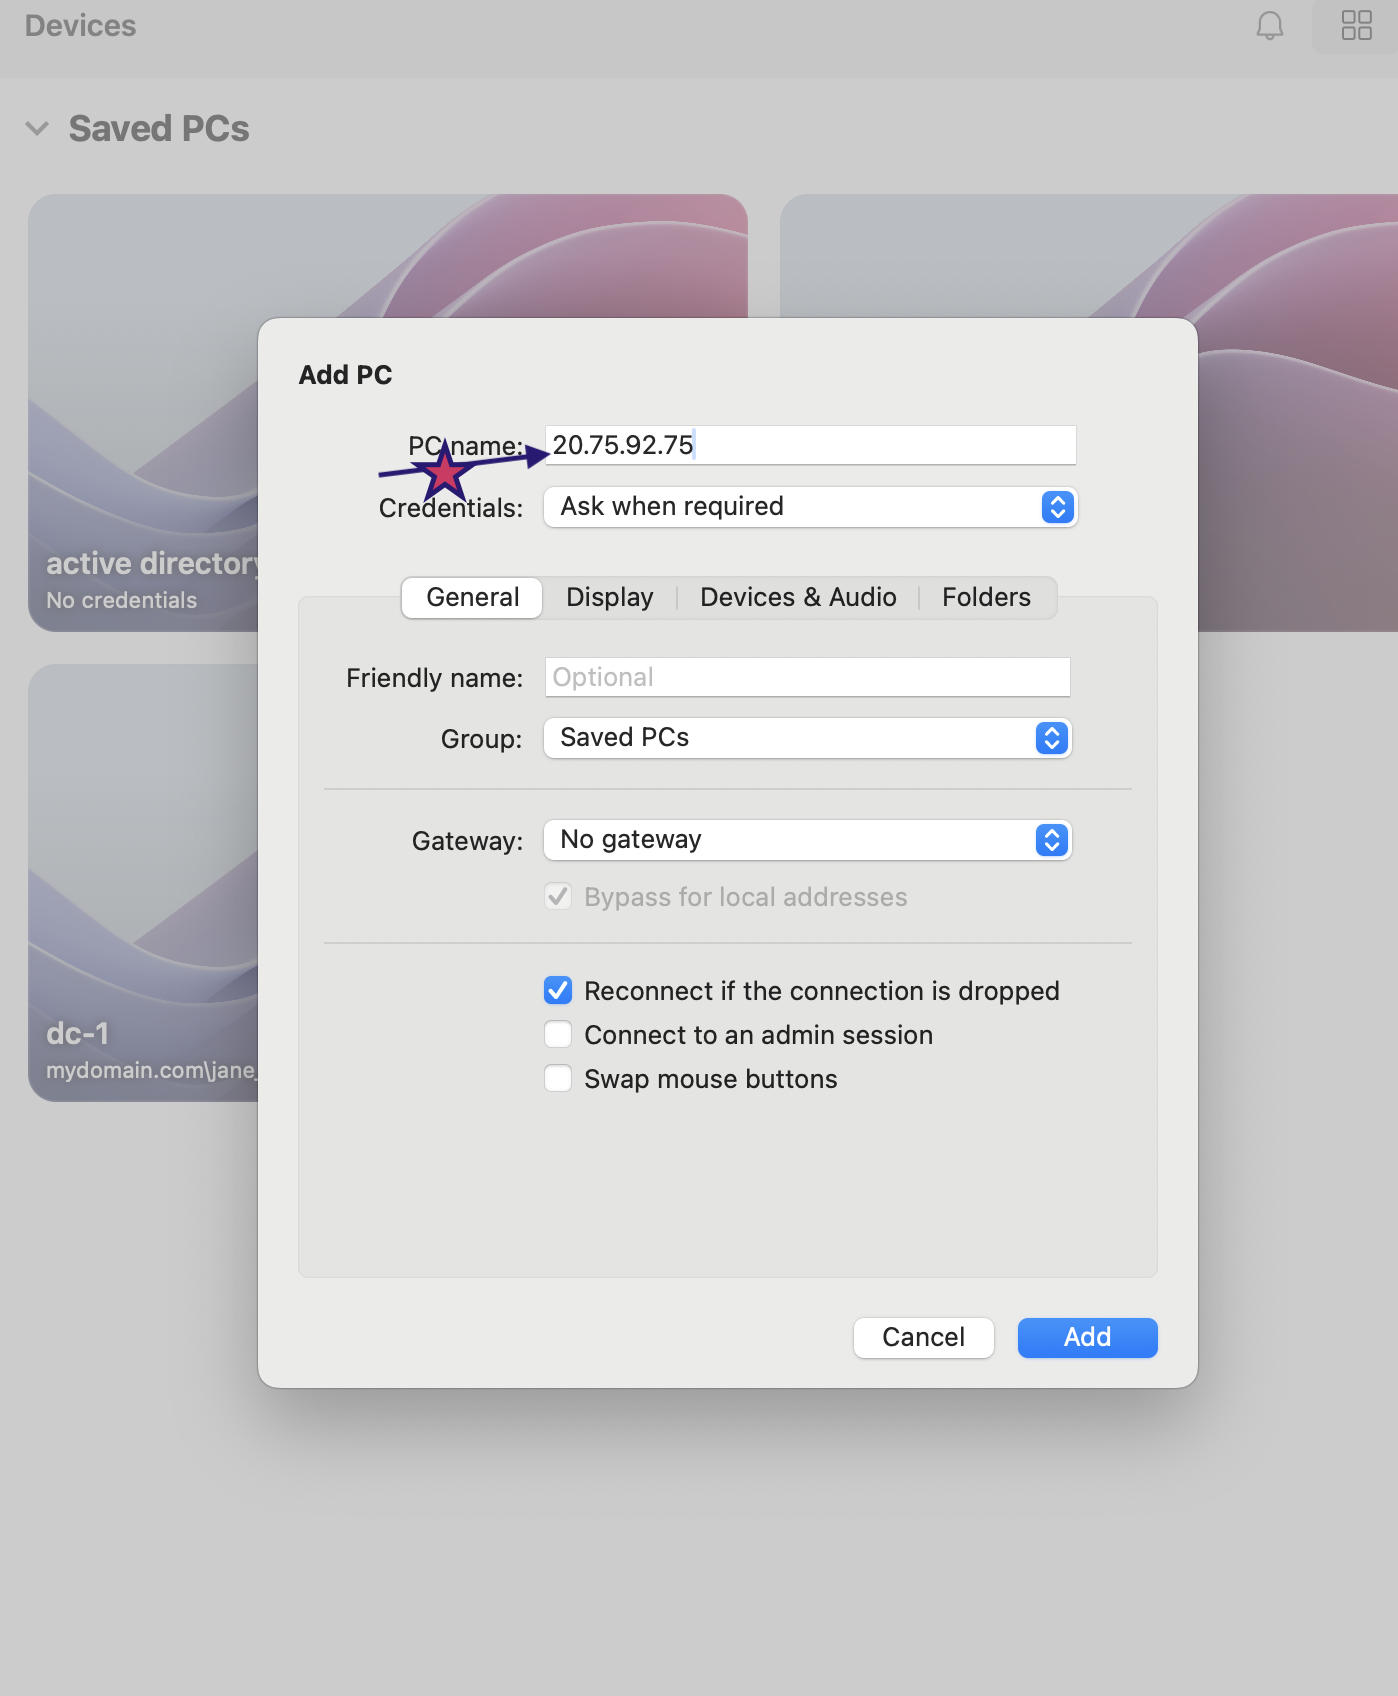 Devices
Saved PCs
active directory
No credentials
dc-1
mydomain.com\jane_
Add PC
PC name: 20.75.92.75
Credentials: Ask when required
General Display Devices & Audio Folders
Friendly name: Optional
Group: Saved PCs
Gateway: No gateway
Bypass for local addresses
Reconnect if the connection is dropped
Connect to an admin session
Swap mouse buttons
Cancel Add